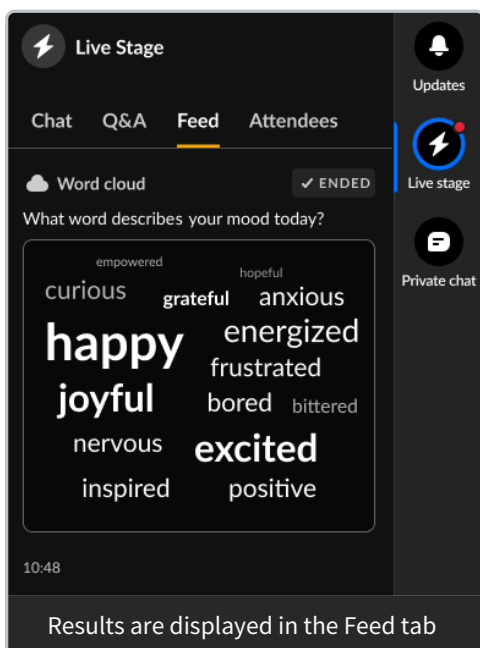 Live Stage
Chat Q&A Feed Attendees
Word cloud ✓ ENDED
What word describes your mood today?
empowered
hopeful
curious grateful anxious
happy energized
frustrated
joyful bored bittered
nervous excited
inspired positive
10:48
Updates
Live stage
Private chat
Results are displayed in the Feed tab